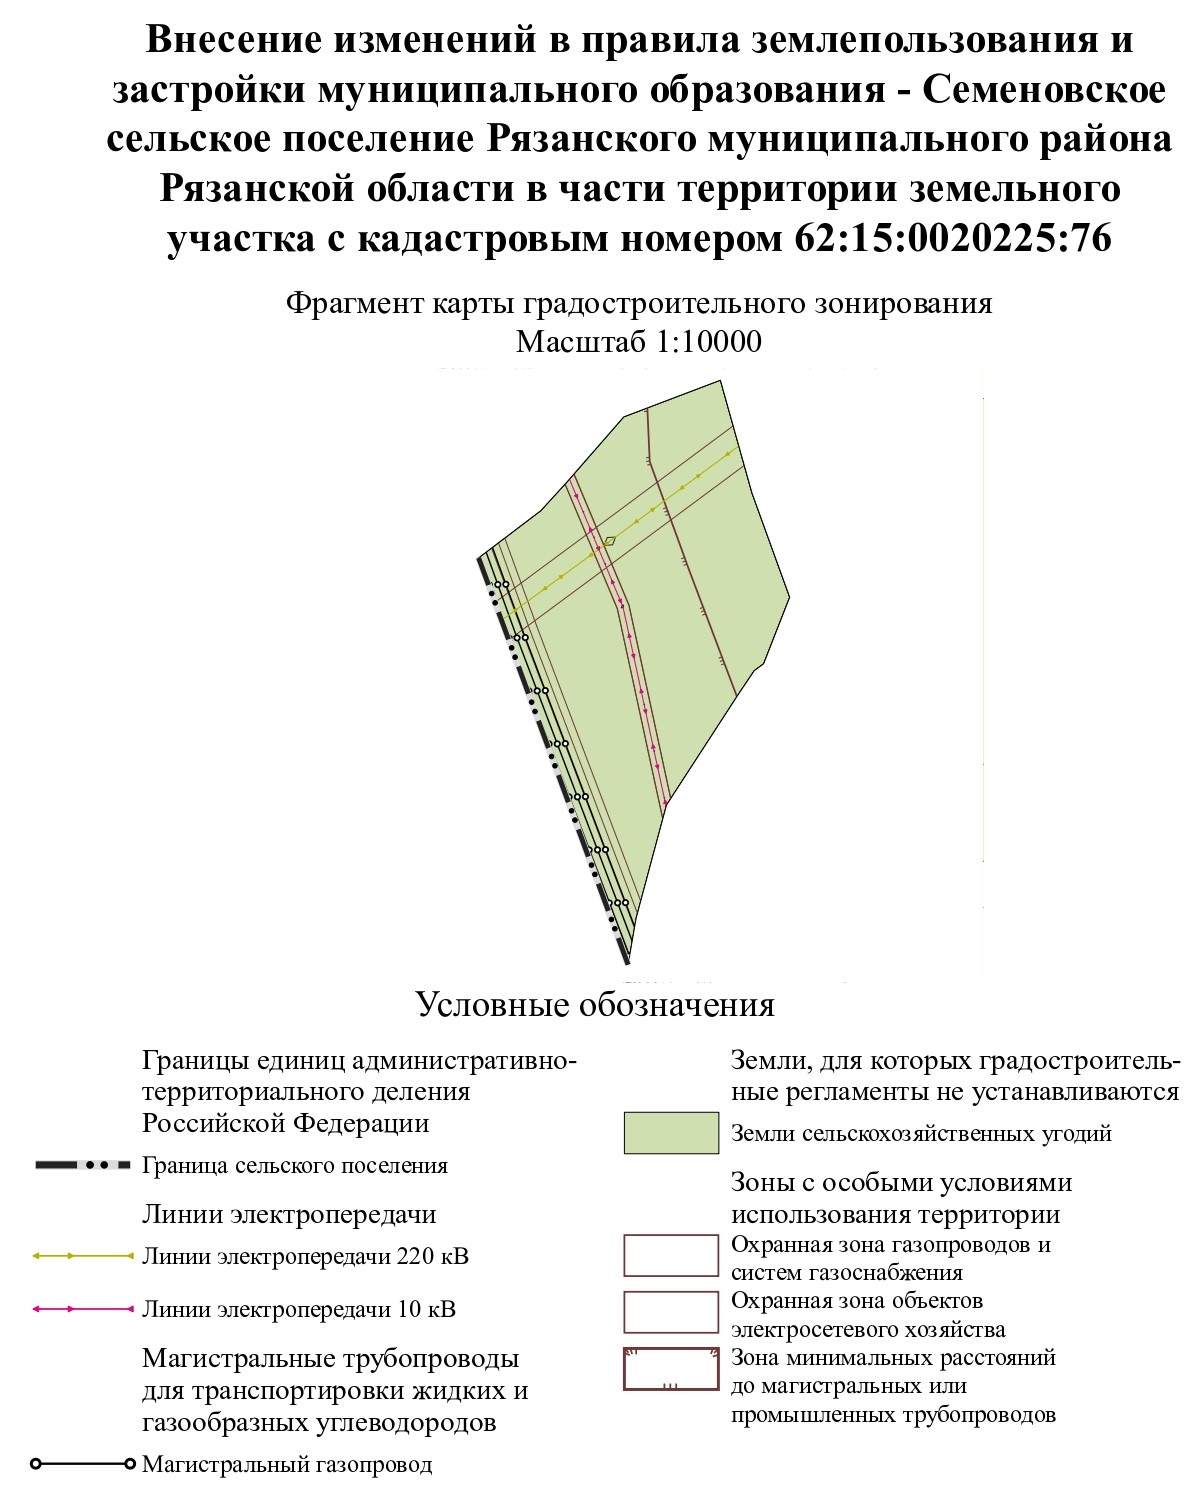 Внесение изменений в правила землепользования и
застройки муниципального образования - Семеновское
сельское поселение Рязанского муниципального района
Рязанской области в части территории земельного
участка с кадастровым номером 62:15:0020225:76
Фрагмент карты градостроительного зонирования
Масштаб 1:10000
Условные обозначения
Границы единиц административно-
территориального деления
Российской Федерации
Граница сельского поселения
Линии электропередачи
Линии электропередачи 220 кВ
Линии электропередачи 10 кВ
Магистральные трубопроводы
для транспортировки жидких и
газообразных углеводородов
Магистральный газопровод
Земли, для которых градостроитель-
ные регламенты не устанавливаются
Земли сельскохозяйственных угодий
Зоны с особыми условиями
использования территории
Охранная зона газопроводов и
систем газоснабжения
Охранная зона объектов
электросетевого хозяйства
Зона минимальных расстояний
до магистральных или
промышленных трубопроводов